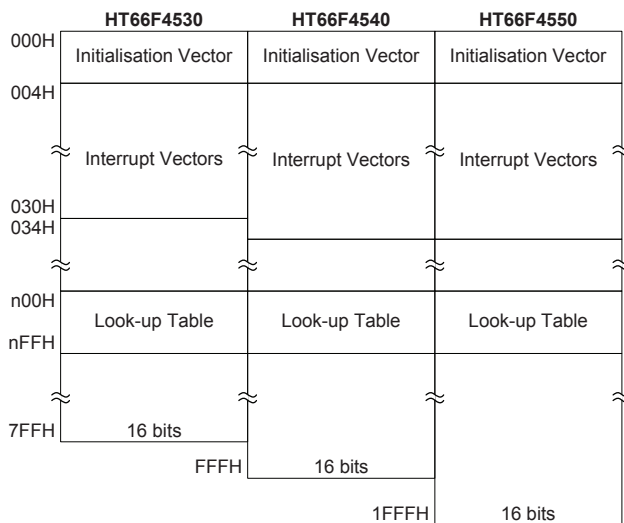 HT66F4530 HT66F4540 HT66F4550
000H
Initialisation Vector Initialisation Vector Initialisation Vector
004H
Interrupt Vectors Interrupt Vectors Interrupt Vectors
030H
034H
n00H
Look-up Table Look-up Table Look-up Table
nFFH
7FFH 16 bits
FFFH 16 bits
1FFFH 16 bits